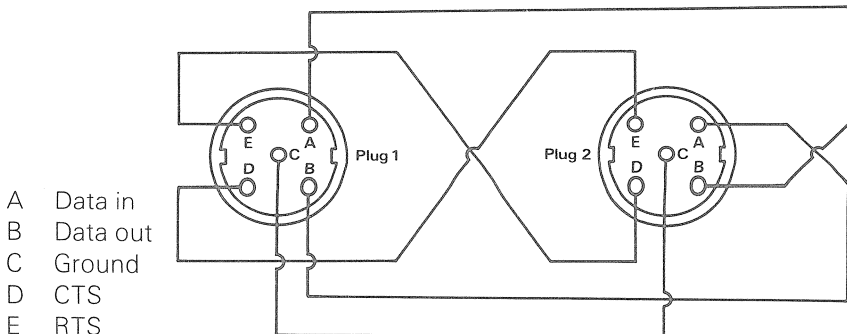 E
A
C
D
B
Plug 1
Plug 2
E
A
C
D
B
A Data in
B Data out
C Ground
D CTS
E RTS